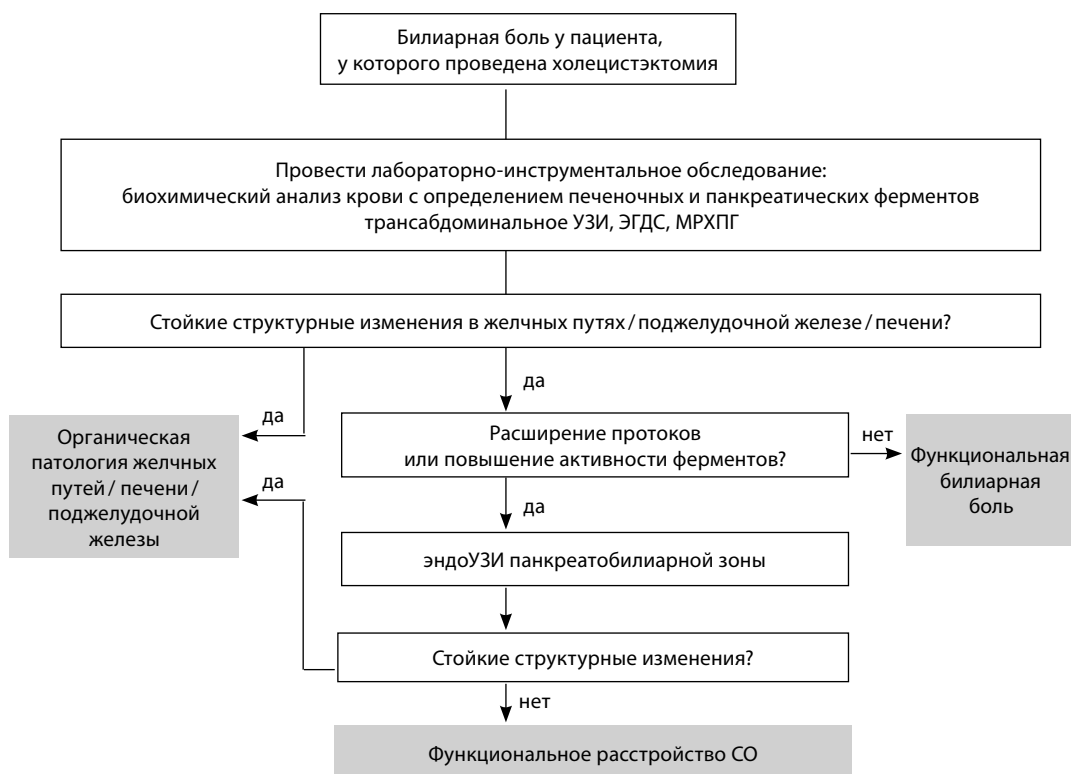 Билиарная боль у пациента,
у которого проведена холецистэктомия
Провести лабораторно-инструментальное обследование:
биохимический анализ крови с определением печеночных и панкреатических ферментов
трансабдоминальное УЗИ, ЭГДС, МРХПГ
Стойкие структурные изменения в желчных путях / поджелудочной железе / печени?
да
да
Органическая
патология желчных
путей / печени /
поджелудочной
железы
Расширение протоков
или повышение активности ферментов?
нет
Функциональная
билиарная
боль
да
да
эндоУЗИ панкреатобилиарной зоны
Стойкие структурные изменения?
нет
Функциональное расстройство СО